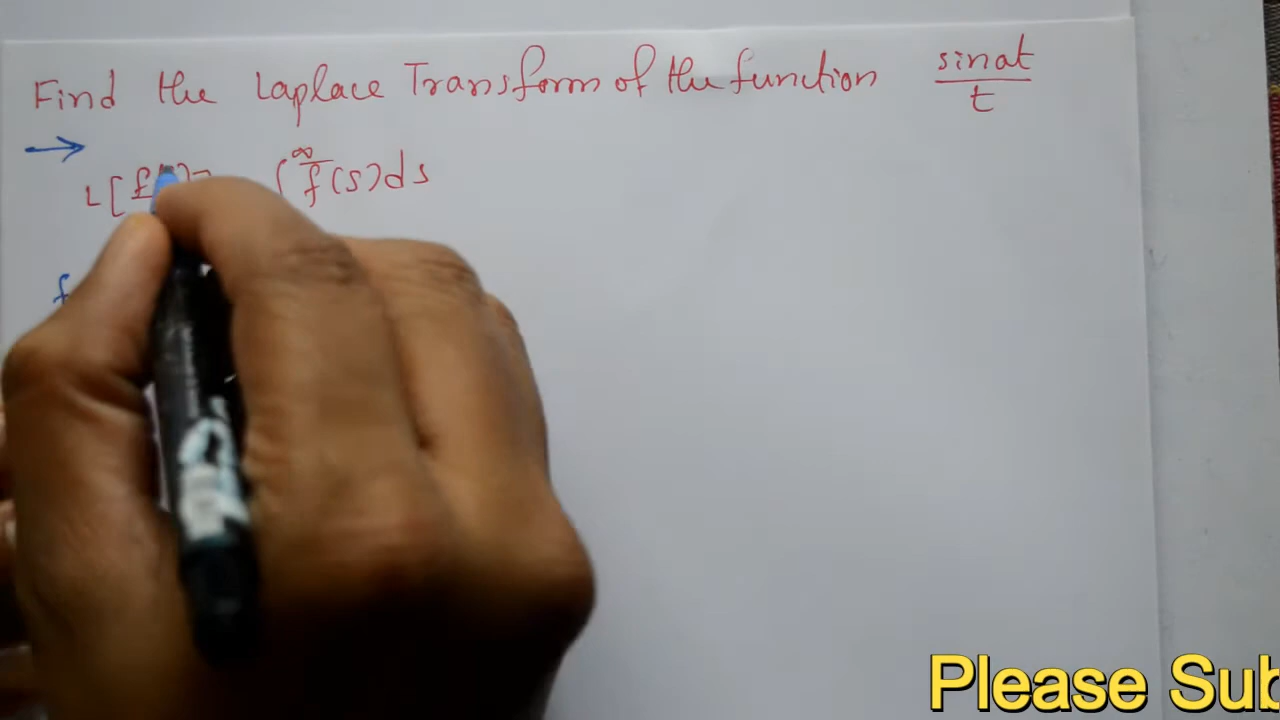 Find the Laplace Transform of the function sinat/t
→
L[f ∞∫ f̅(s)ds
f
Please Sub